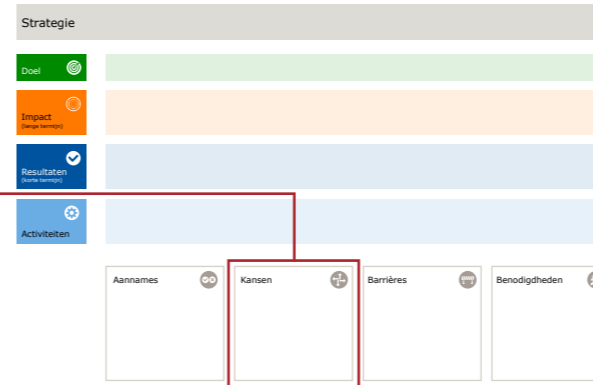 Strategie
Doel
Impact
(lange termijn)
Resultaten
(korte termijn)
Activiteiten
Aannames
Kansen
Barrières
Benodigdheden